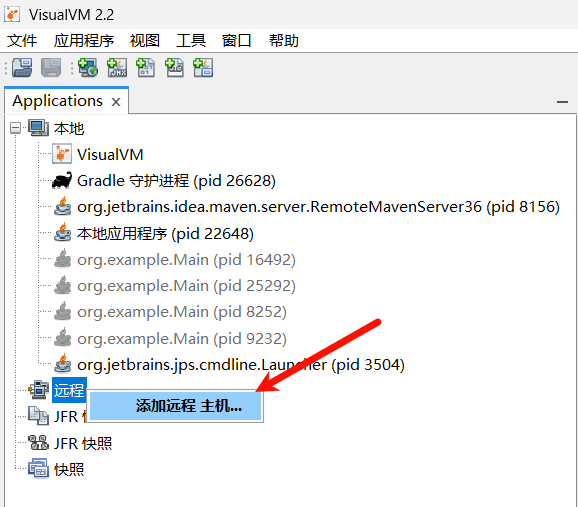 VisualVM 2.2
文件 应用程序 视图 工具 窗口 帮助
Applications
本地
VisualVM
Gradle 守护进程 (pid 26628)
org.jetbrains.idea.maven.server.RemoteMavenServer36 (pid 8156)
本地应用程序 (pid 22648)
org.example.Main (pid 16492)
org.example.Main (pid 25292)
org.example.Main (pid 8252)
org.example.Main (pid 9232)
org.jetbrains.jps.cmdline.Launcher (pid 3504)
远程
添加远程 主机...
JFR
JFR 快照
快照